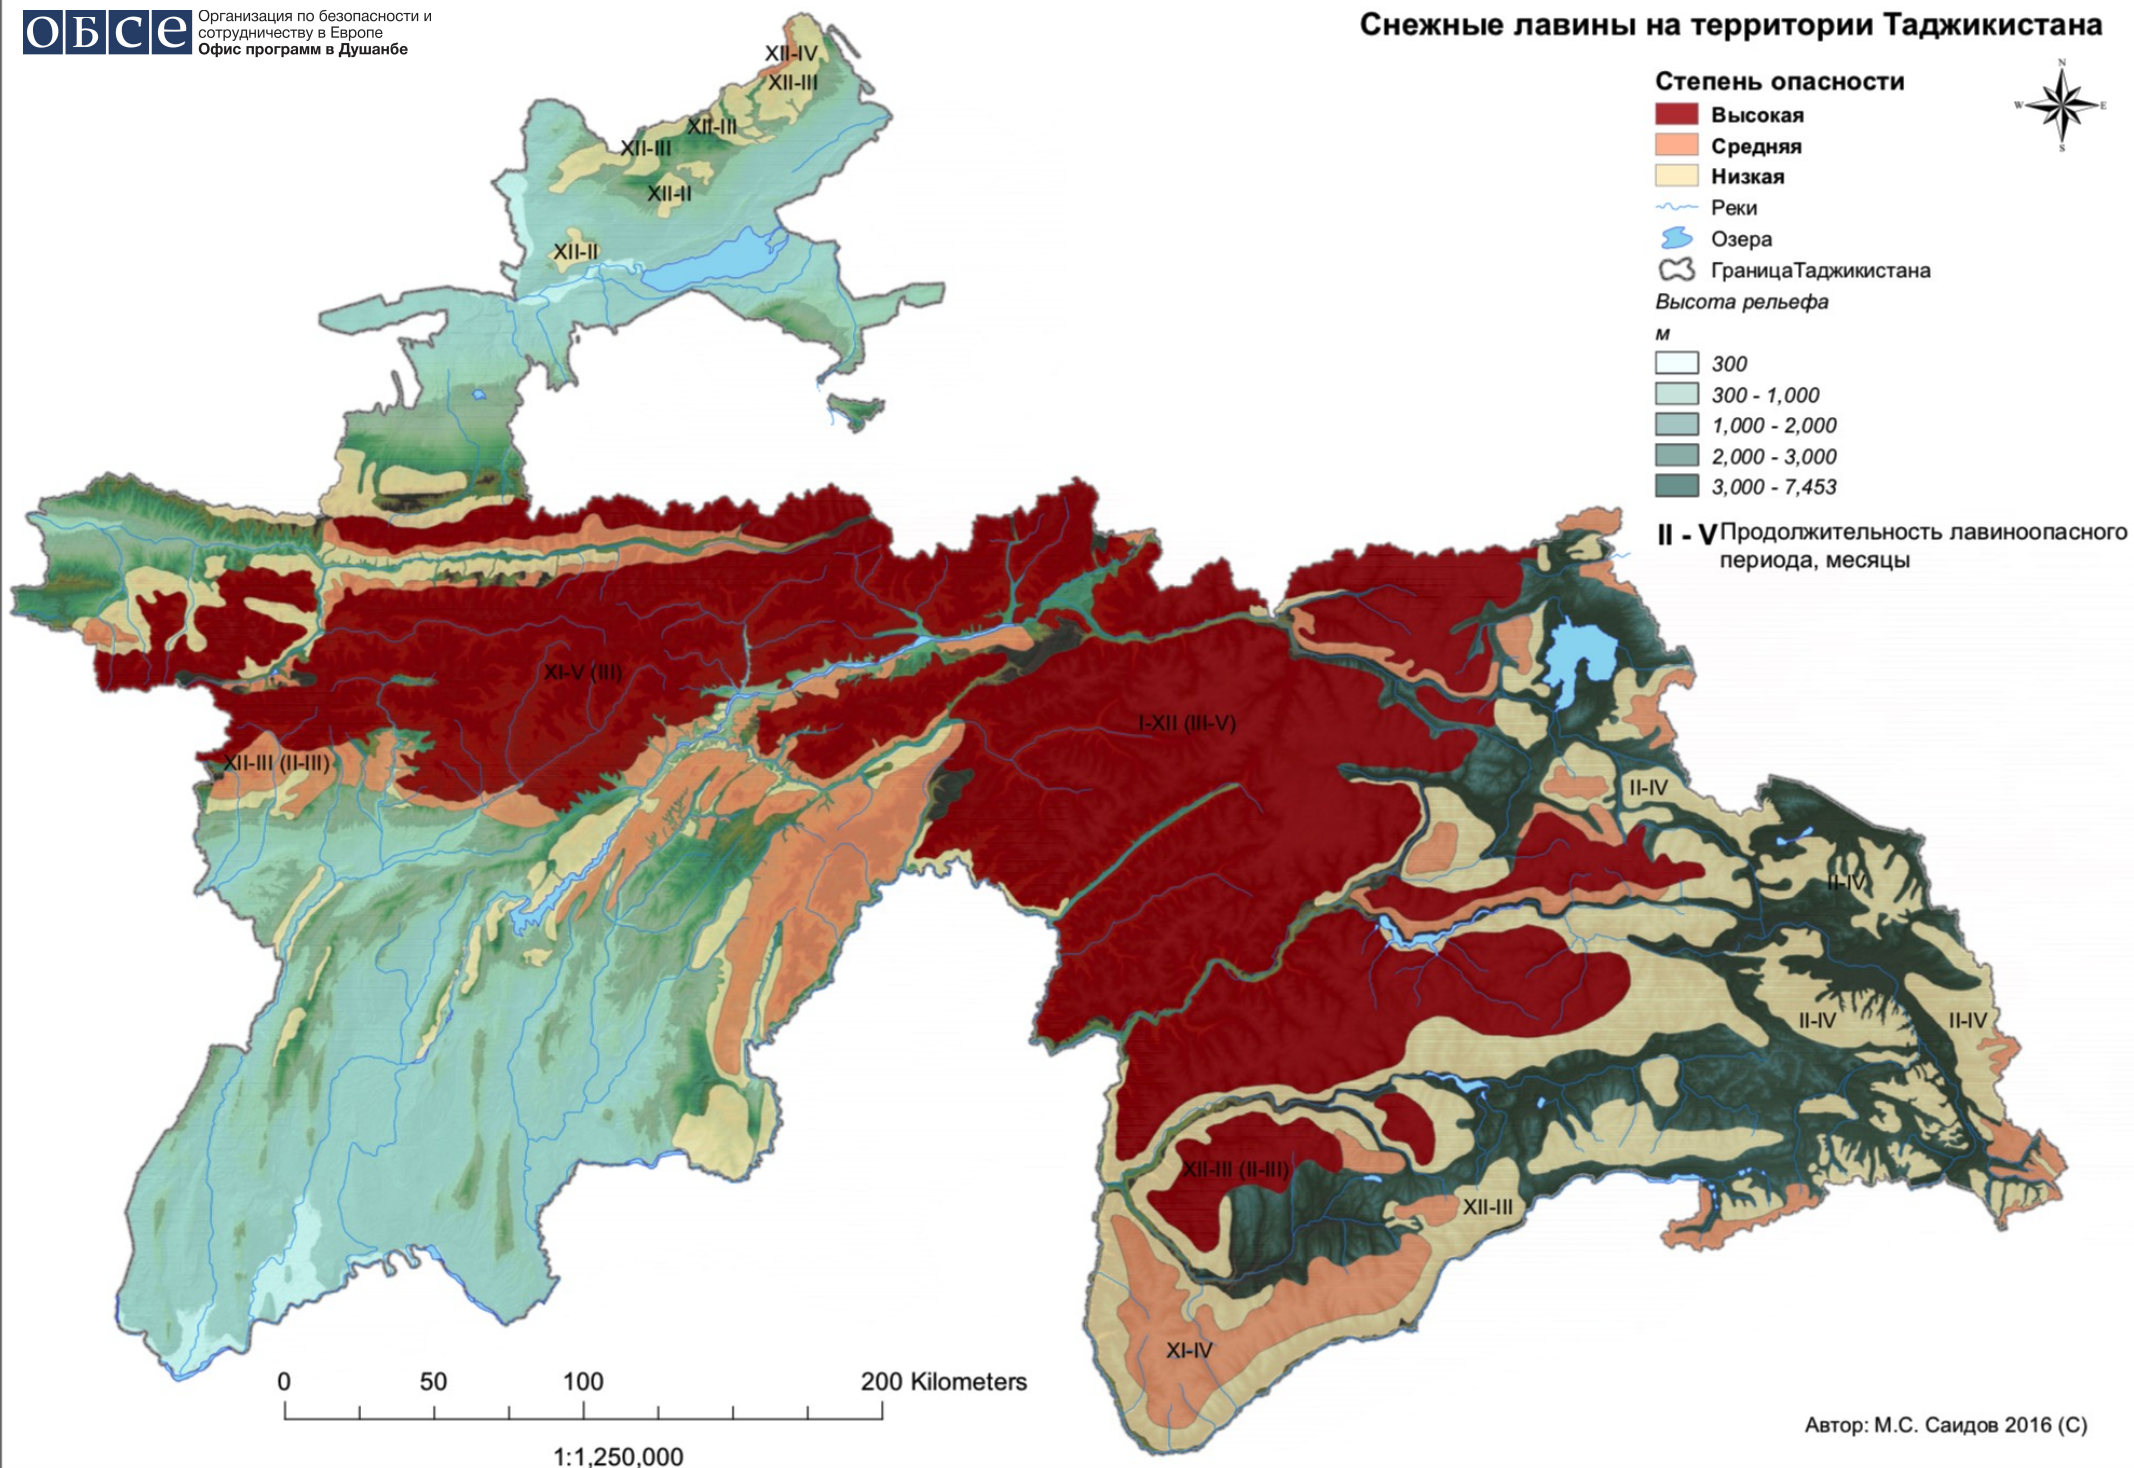 ОБСЕ
Организация по безопасности и
сотрудничеству в Европе
Офис программ в Душанбе
Снежные лавины на территории Таджикистана
Степень опасности
Высокая
Средняя
Низкая
Реки
Озера
ГраницаТаджикистана
Высота рельефа
м
300
300 - 1,000
1,000 - 2,000
2,000 - 3,000
3,000 - 7,453
II - V Продолжительность лавиноопасного
периода, месяцы
N
W E
S
XII-IV
XII-III
XII-III
XII-III
XII-II
XII-II
XI-V (III)
I-XII (III-V)
XII-III (II-III)
II-IV
II-IV
II-IV
II-IV
XII-III (II-III)
XII-III
XI-IV
0 50 100 200 Kilometers
1:1,250,000
Автор: М.С. Саидов 2016 (С)